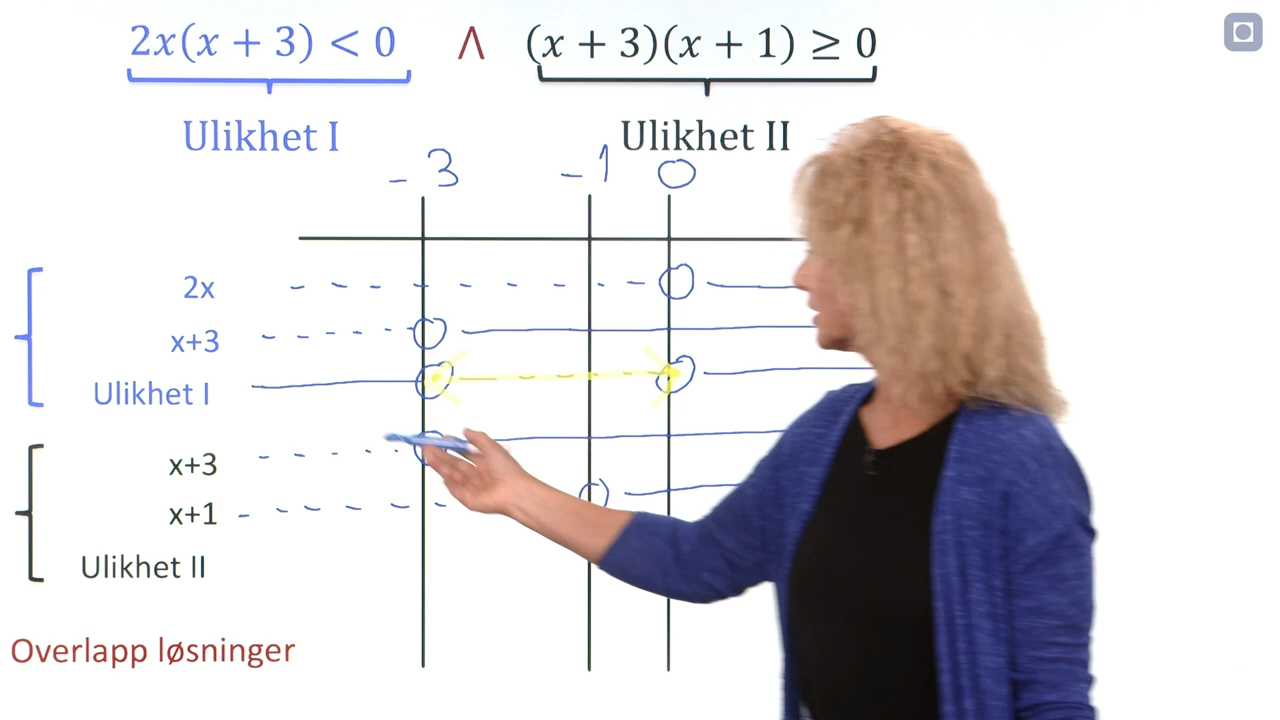 2x(x + 3) < 0 ∧ (x + 3)(x + 1) ≥ 0
Ulikhet I Ulikhet II
-3 -1 0
2x
x+3
Ulikhet I
x+3
x+1
Ulikhet II
Overlapp løsninger